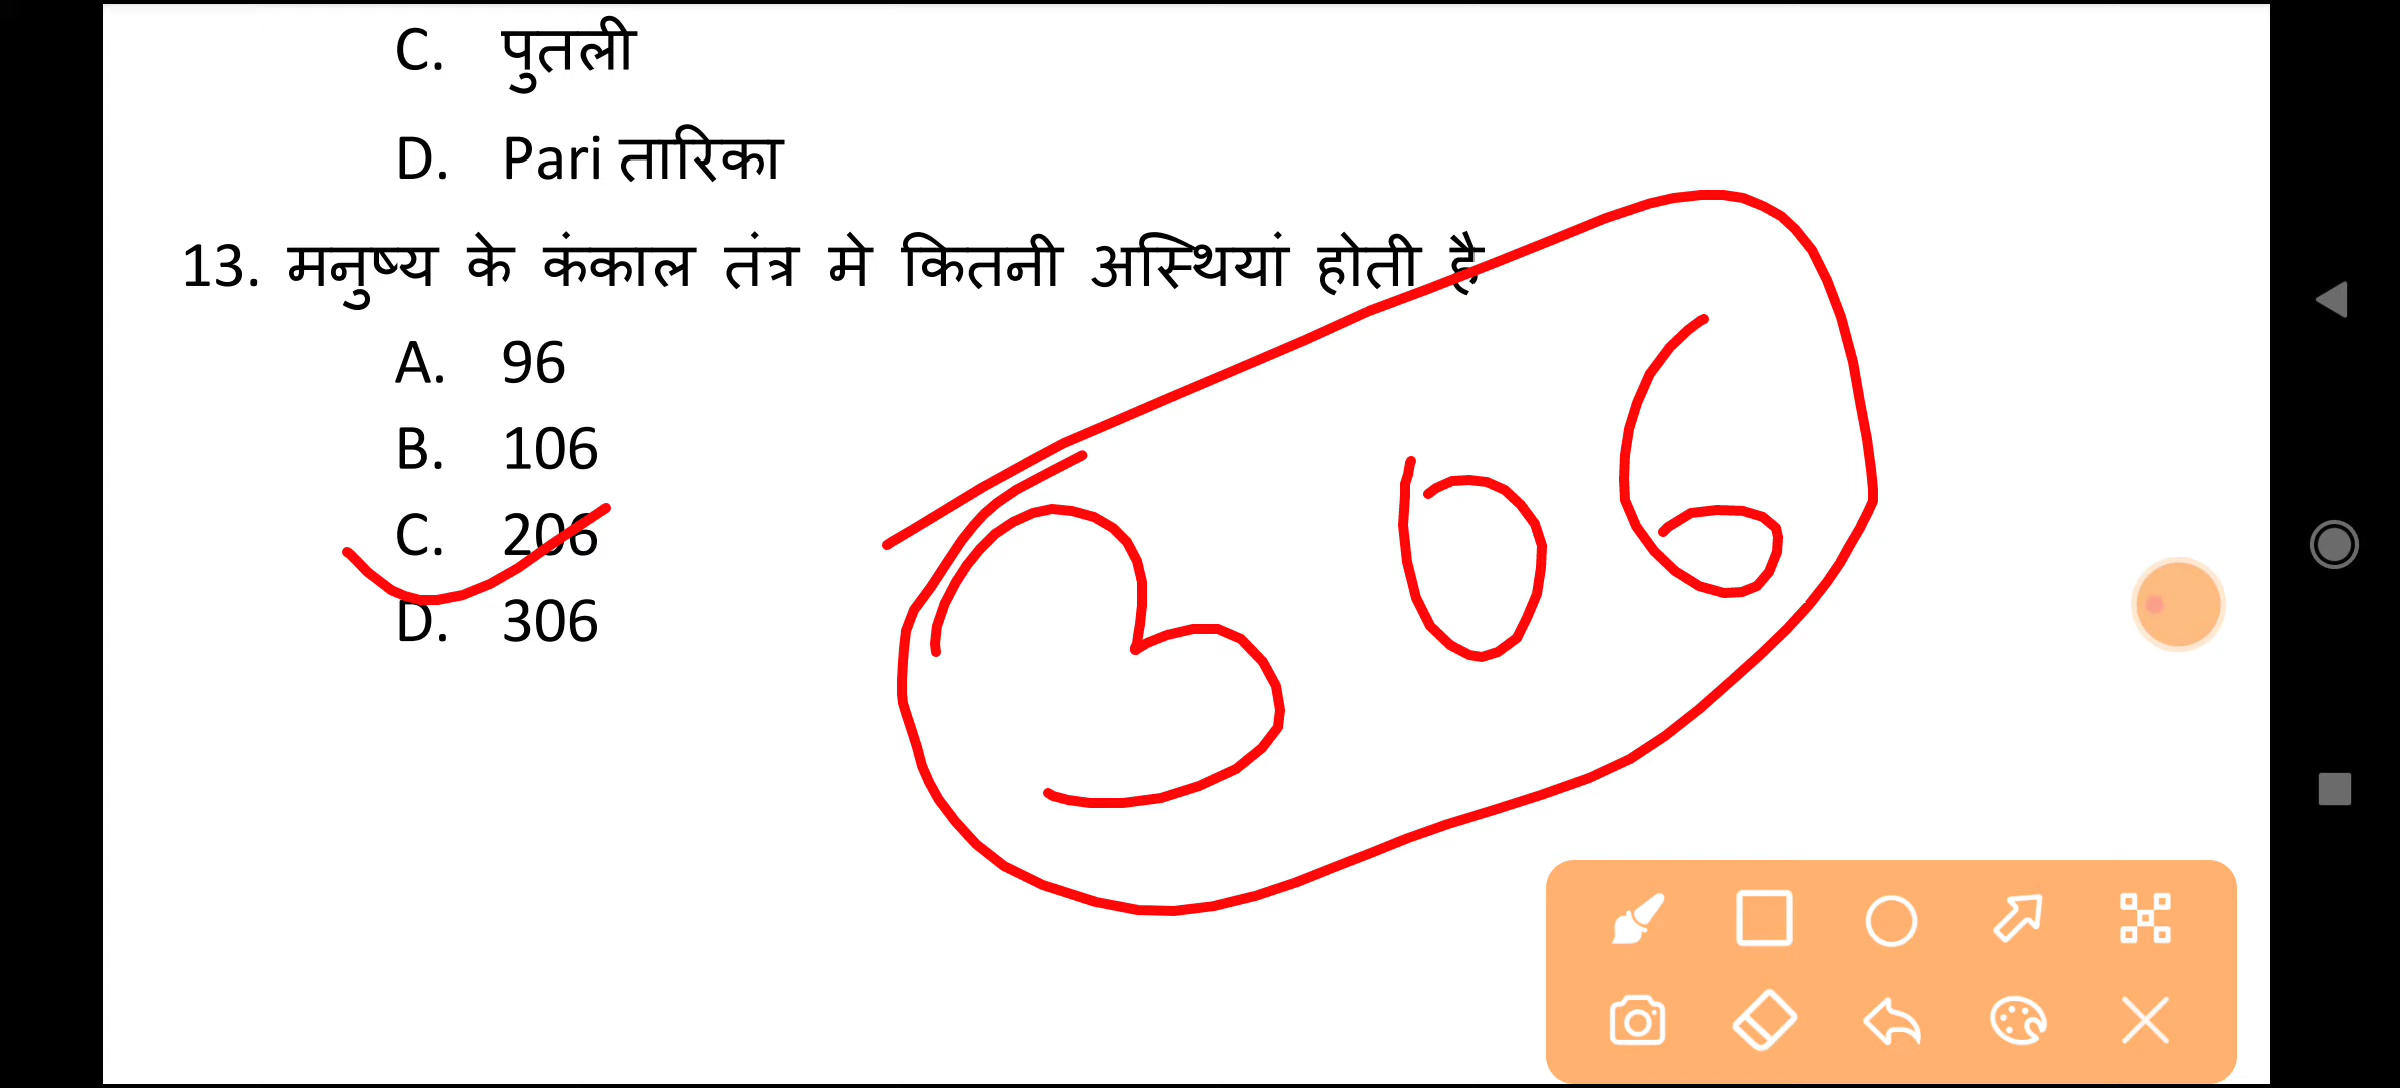 C. पुतली
D. Pari तारिका
13. मनुष्य के कंकाल तंत्र मे कितनी अस्थियां होती है
A. 96
B. 106
C. 206
D. 306
306